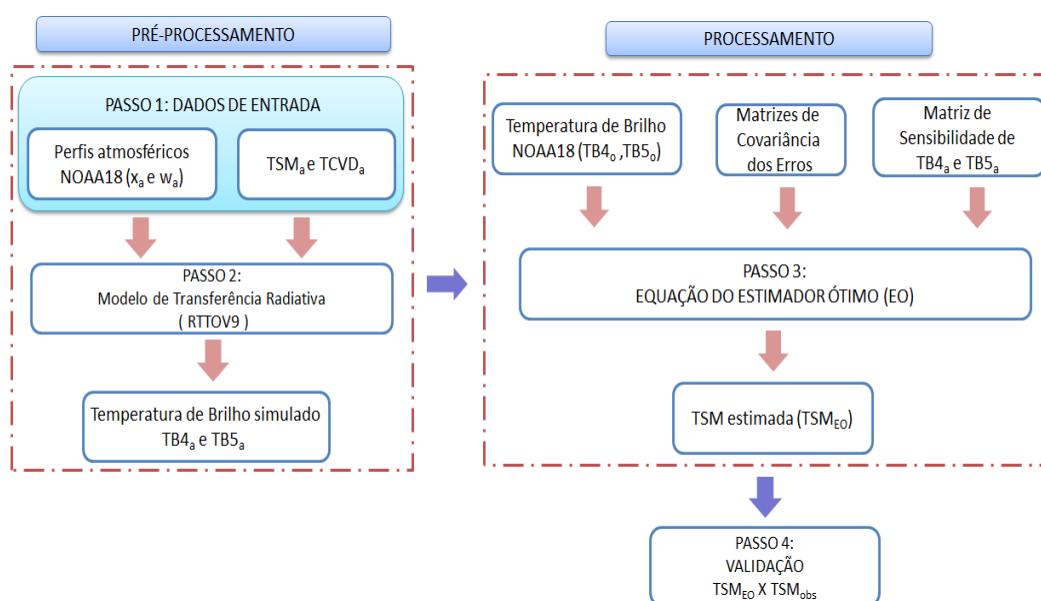 PRÉ-PROCESSAMENTO
PASSO 1: DADOS DE ENTRADA
Perfis atmosféricos
NOAA18 (xₐ e wₐ)
TSMₐ e TCVDₐ
PASSO 2:
Modelo de Transferência Radiativa
( RTTOV9 )
Temperatura de Brilho simulado
TB4ₐ e TB5ₐ
PROCESSAMENTO
Temperatura de Brilho
NOAA18 (TB4ₒ ,TB5ₒ)
Matrizes de
Covariância
dos Erros
Matriz de
Sensibilidade de
TB4ₐ e TB5ₐ
PASSO 3:
EQUAÇÃO DO ESTIMADOR ÓTIMO (EO)
TSM estimada (TSM_EO)
PASSO 4:
VALIDAÇÃO
TSM_EO X TSM_obs